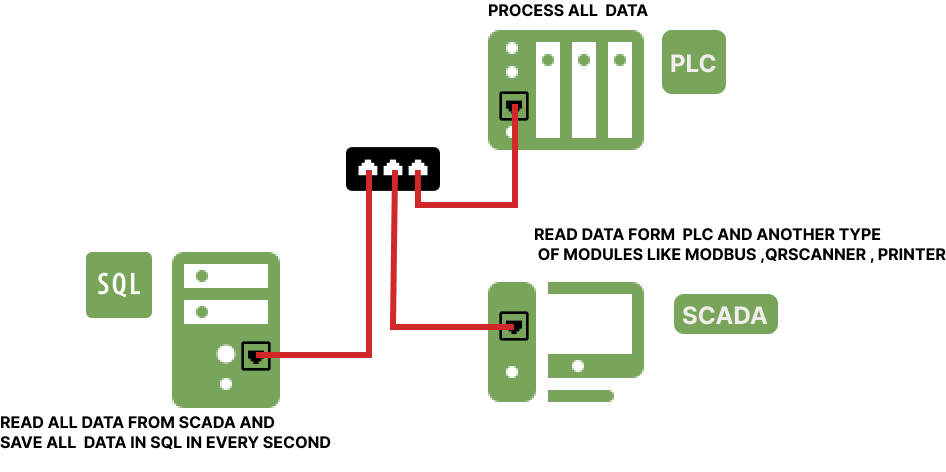 PROCESS ALL DATA
PLC
READ DATA FORM PLC AND ANOTHER TYPE
OF MODULES LIKE MODBUS ,QRSCANNER , PRINTER
SQL
SCADA
READ ALL DATA FROM SCADA AND
SAVE ALL DATA IN SQL IN EVERY SECOND